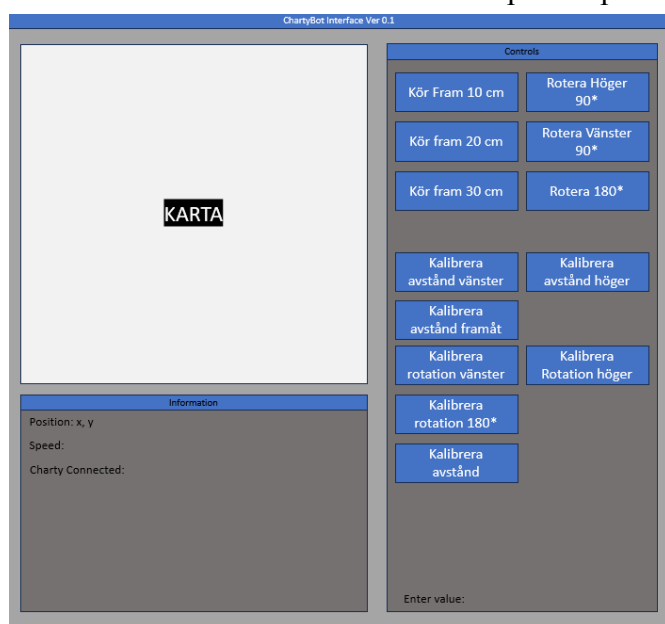 ChartyBot Interface Ver 0.1
KARTA
Information
Position: x, y
Speed:
Charty Connected:
Controls
Kör Fram 10 cm
Rotera Höger
90*
Kör fram 20 cm
Rotera Vänster
90*
Kör fram 30 cm
Rotera 180*
Kalibrera
avstånd vänster
Kalibrera
avstånd höger
Kalibrera
avstånd framåt
Kalibrera
rotation vänster
Kalibrera
Rotation höger
Kalibrera
rotation 180*
Kalibrera
avstånd
Enter value: